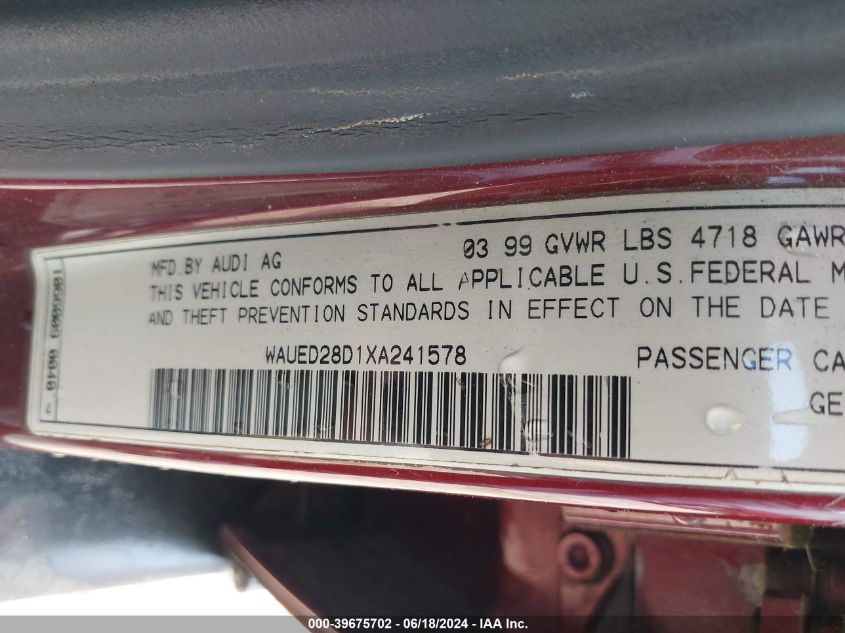 03 99 GVWR LBS 4718 GAWR
MFD.BY AUDI AG
THIS VEHICLE CONFORMS TO ALL APPLICABLE U.S.FEDERAL M
AND THEFT PREVENTION STANDARDS IN EFFECT ON THE DATE
WAUED28D1XA241578
PASSENGER CA
GE
000-39675702 - 06/18/2024 - IAA Inc.